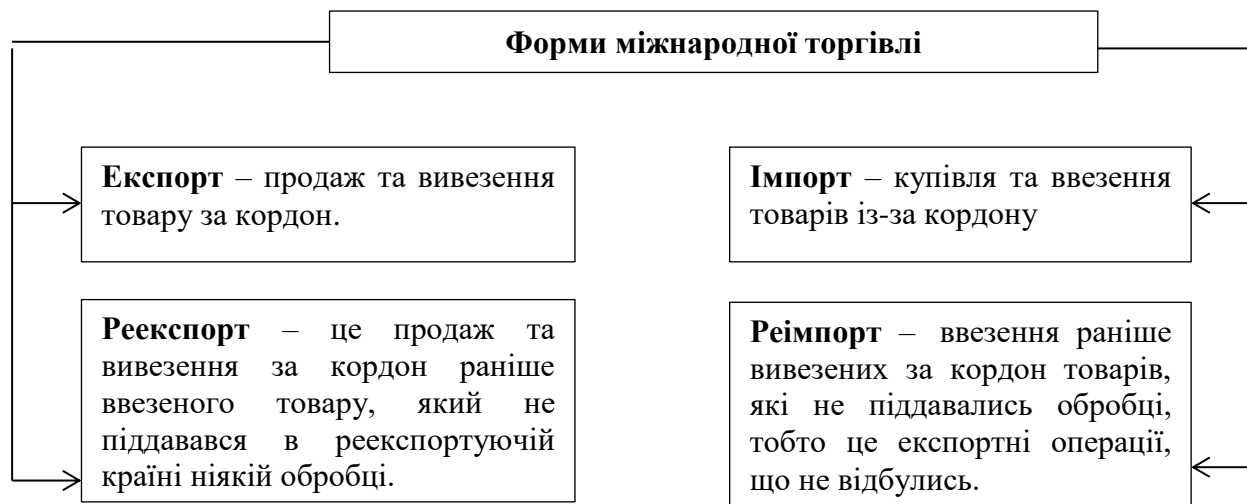 Форми міжнародної торгівлі
Експорт – продаж та вивезення
товару за кордон.
Імпорт – купівля та ввезення
товарів із-за кордону
Реекспорт – це продаж та
вивезення за кордон раніше
ввезеного товару, який не
піддавався в реекспортуючій
країні ніякій обробці.
Реімпорт – ввезення раніше
вивезених за кордон товарів,
які не піддавались обробці,
тобто це експортні операції,
що не відбулись.